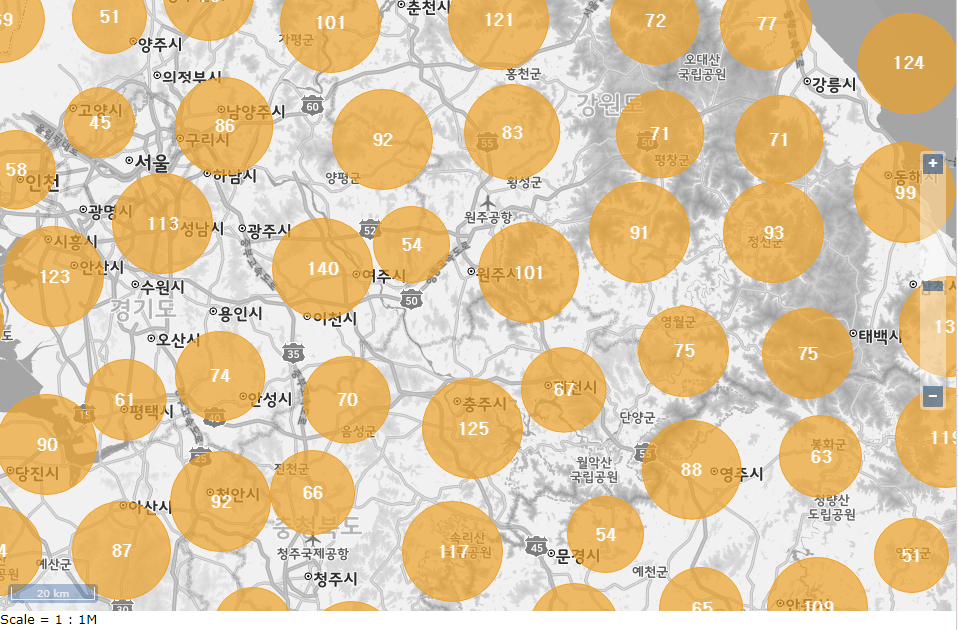 51
101
춘천시
121
72
77
양주시
가평군
124
의정부시
홍천군
오대산
국립공원
강릉시
고양시
45
남양주시
86
60
강원도
구리시
92
55
83
71
50
평창군
71
서울
58
인천
하남시
양평군
횡성군
동해시
99
광명시
113
성남시
원주공항
시흥시
광주시
52
54
91
93
정선군
안산시
123
140
여주시
원주시
101
수원시
50
경기도
용인시
이천시
영월군
오산시
35
75
75
태백시
74
61
평택시
안성시
70
67
충주시
125
15
40
음성군
단양군
90
25
봉화군
63
당진시
진천군
월악산
국립공원
55
88
영주시
천안시
92
66
아산시
충청북도
청량산
도립공원
87
청주국제공항
117
속리산
45
문경시
54
51
예산군
예천군
청주시
20 km
30
65
109
Scale = 1 : 1M